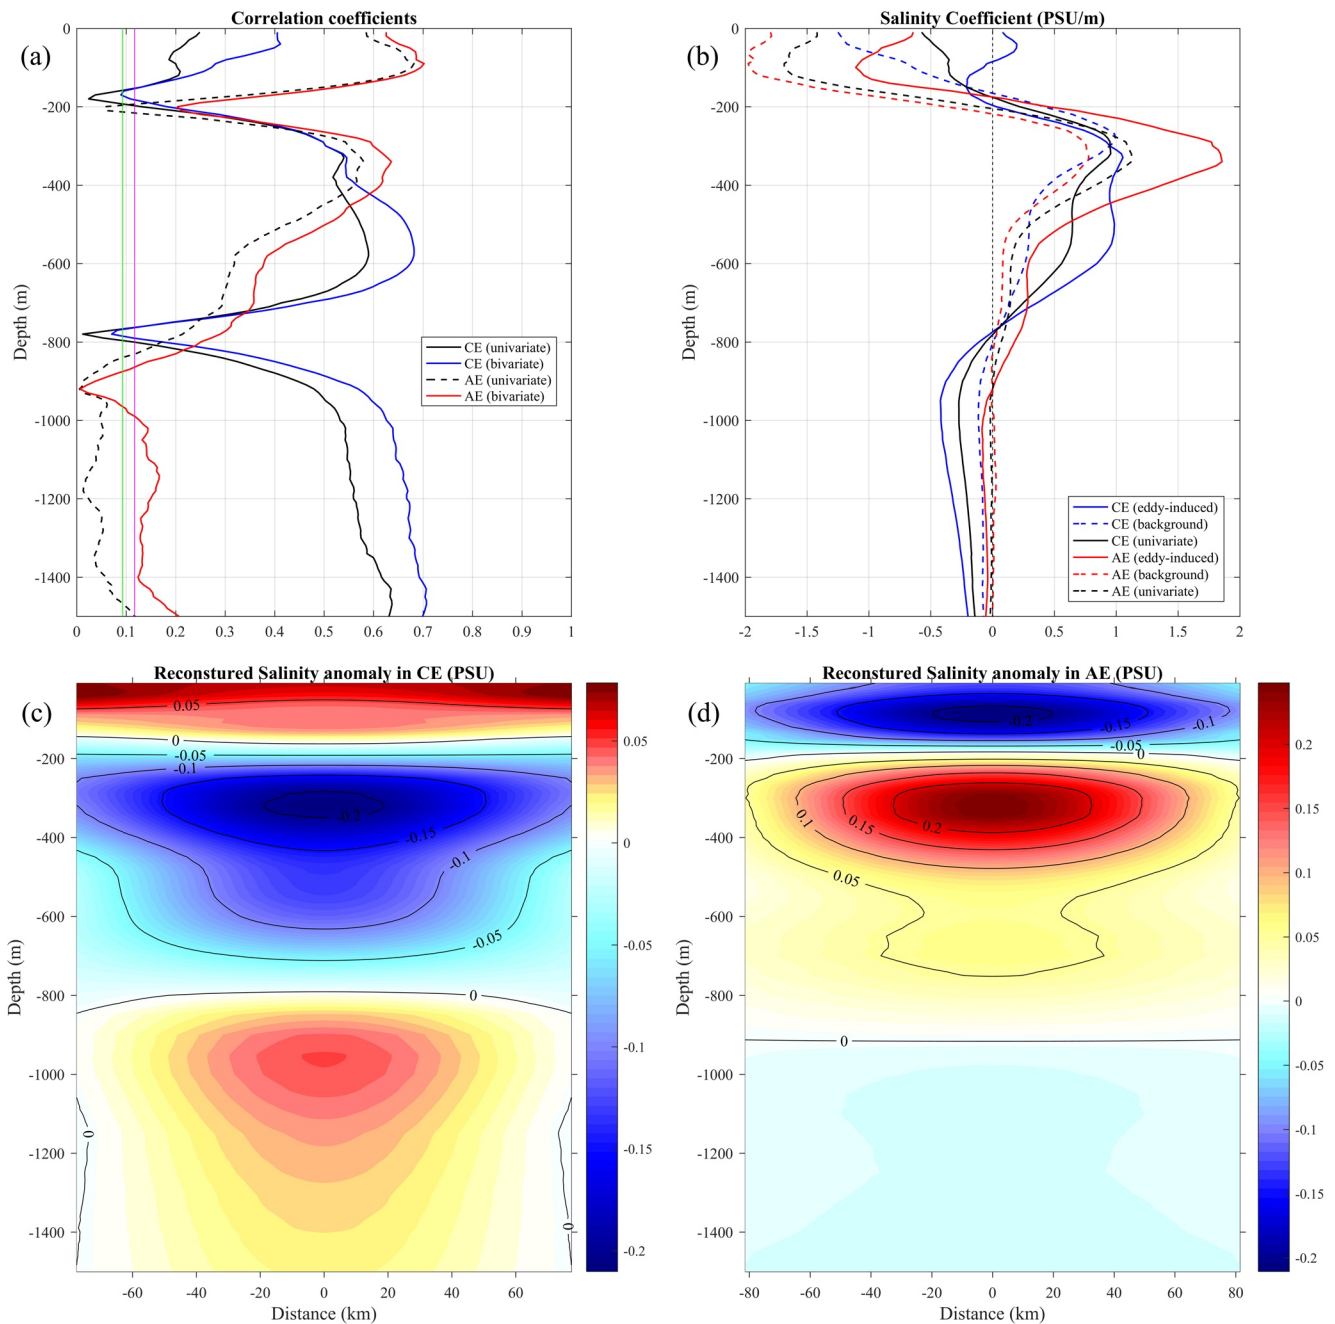 Correlation coefficients
(a)
0
-200
-400
-600
-800
-1000
-1200
-1400
Depth (m)
CE (univariate)
CE (bivariate)
AE (univariate)
AE (bivariate)
0 0.1 0.2 0.3 0.4 0.5 0.6 0.7 0.8 0.9 1
Salinity Coefficient (PSU/m)
(b)
0
-200
-400
-600
-800
-1000
-1200
-1400
Depth (m)
CE (eddy-induced)
CE (background)
CE (univariate)
AE (eddy-induced)
AE (background)
AE (univariate)
-2 -1.5 -1 -0.5 0 0.5 1 1.5 2
Reconstured Salinity anomaly in CE (PSU)
(c)
-200
-400
-600
-800
-1000
-1200
-1400
Depth (m)
0.05
0
-0.05
-0.1
-0.2
-0.15
-0.1
-0.05
0
0
0
-60 -40 -20 0 20 40 60
Distance (km)
0.05
0
-0.05
-0.1
-0.15
-0.2
Reconstured Salinity anomaly in AE (PSU)
(d)
-200
-400
-600
-800
-1000
-1200
-1400
Depth (m)
-0.2
-0.15
-0.1
-0.05
0
0.1
0.15
0.2
0.05
0
-80 -60 -40 -20 0 20 40 60 80
Distance (km)
0.2
0.15
0.1
0.05
0
-0.05
-0.1
-0.15
-0.2